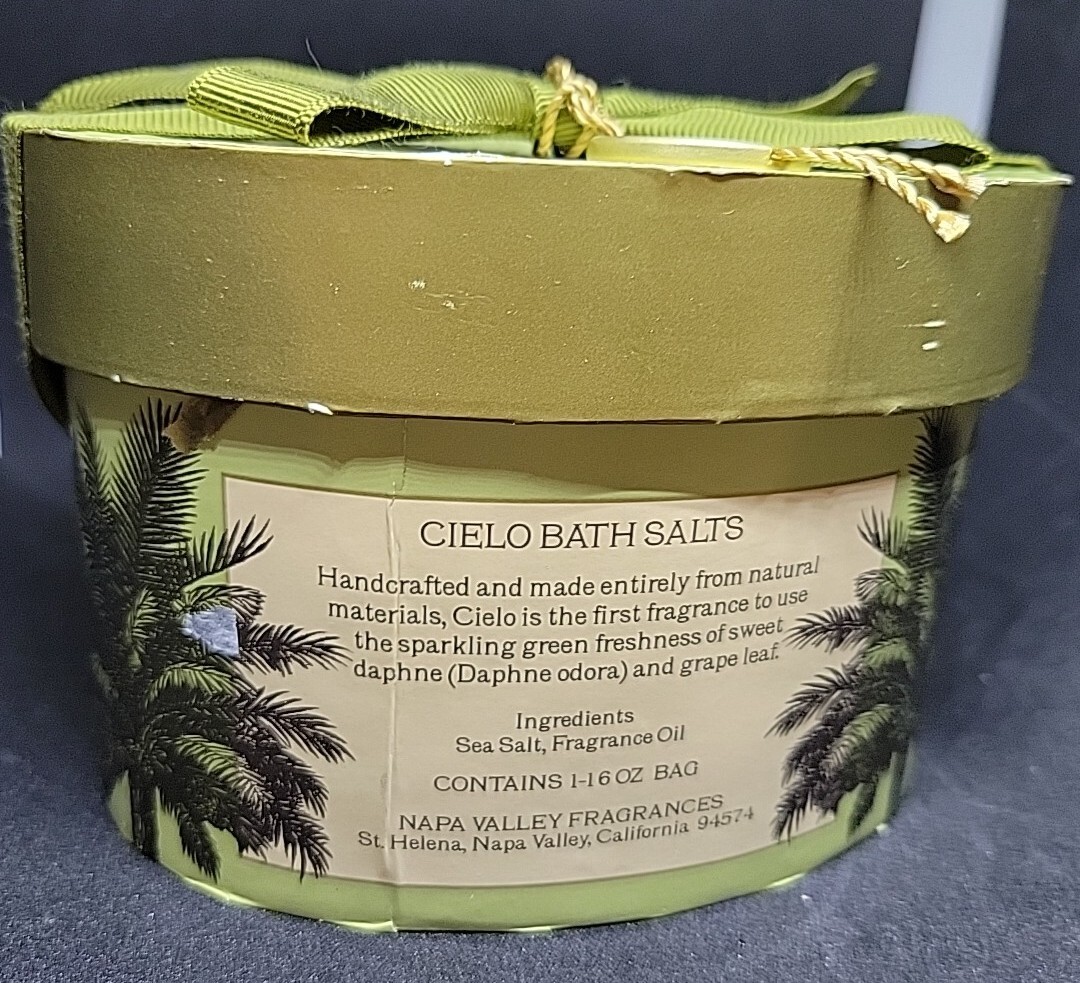 CIELO BATH SALTS
Handcrafted and made entirely from natural
materials, Cielo is the first fragrance to use
the sparkling green freshness of sweet
daphne (Daphne odora) and grape leaf.
Ingredients
Sea Salt, Fragrance Oil
CONTAINS 1-16 OZ BAG
NAPA VALLEY FRAGRANCES
St. Helena, Napa Valley, California 94574